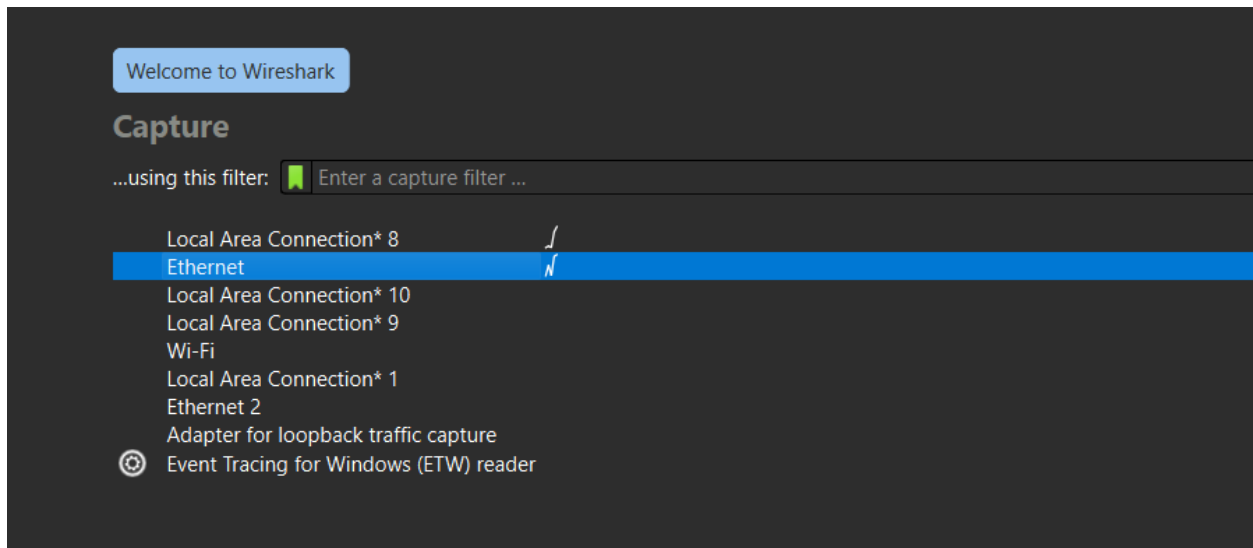 Welcome to Wireshark
Capture
...using this filter: Enter a capture filter ...
Local Area Connection* 8
Ethernet
Local Area Connection* 10
Local Area Connection* 9
Wi-Fi
Local Area Connection* 1
Ethernet 2
Adapter for loopback traffic capture
Event Tracing for Windows (ETW) reader